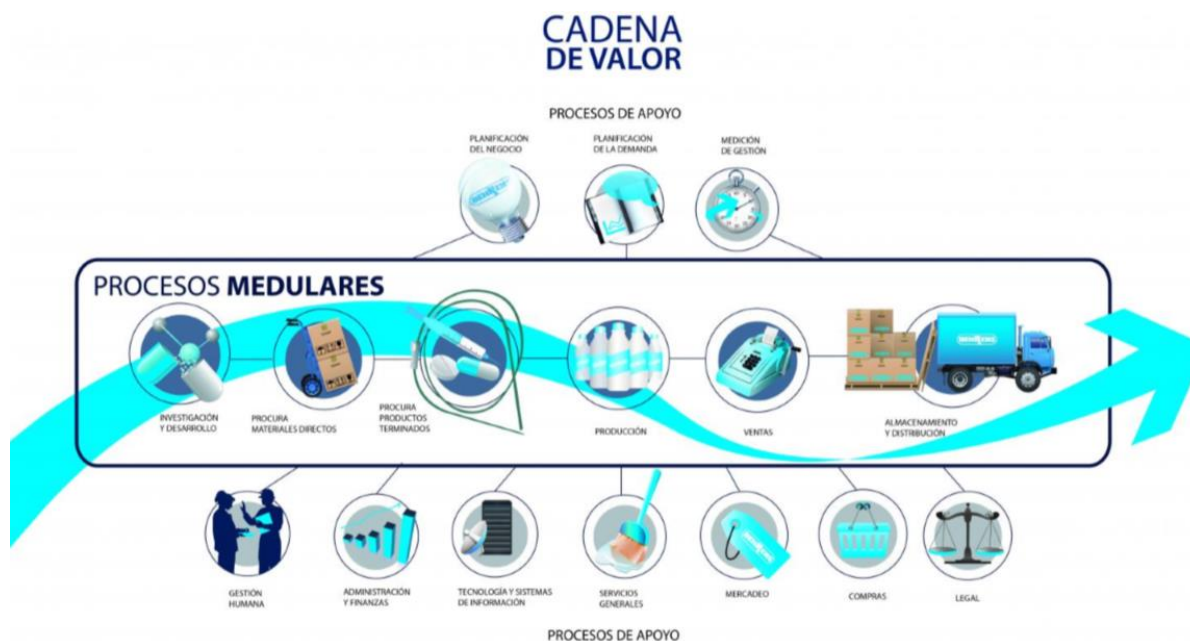 CADENA
DE VALOR
PROCESOS DE APOYO
PLANIFICACIÓN
DEL NEGOCIO
PLANIFICACIÓN
DE LA DEMANDA
MEDICIÓN
DE GESTIÓN
PROCESOS MEDULARES
INVESTIGACIÓN
Y DESARROLLO
PROCURA
MATERIALES DIRECTOS
PROCURA
PRODUCTOS
TERMINADOS
PRODUCCIÓN
VENTAS
ALMACENAMIENTO
Y DISTRIBUCIÓN
GESTIÓN
HUMANA
ADMINISTRACIÓN
Y FINANZAS
TECNOLOGÍA Y SISTEMAS
DE INFORMACIÓN
SERVICIOS
GENERALES
MERCADEO
COMPRAS
LEGAL
PROCESOS DE APOYO